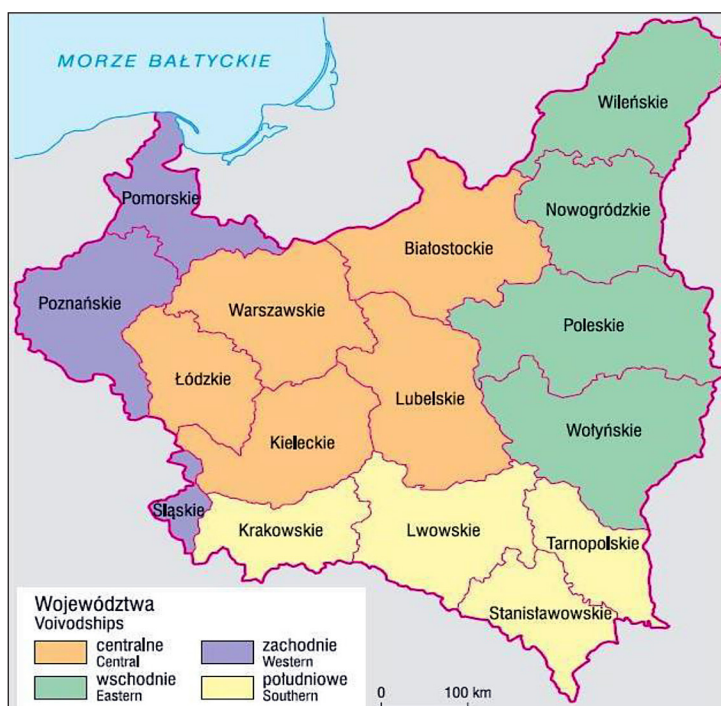 MORZE BAŁTYCKIE
Wileńskie
Pomorskie
Nowogródzkie
Białostockie
Poznańskie
Warszawskie
Poleskie
Łódzkie
Lubelskie
Wołyńskie
Kieleckie
Śląskie
Krakowskie
Lwowskie
Tarnopolskie
Stanisławowskie
Województwa
Voivodships
centralne
Central
zachodnie
Western
wschodnie
Eastern
południowe
Southern
0 100 km